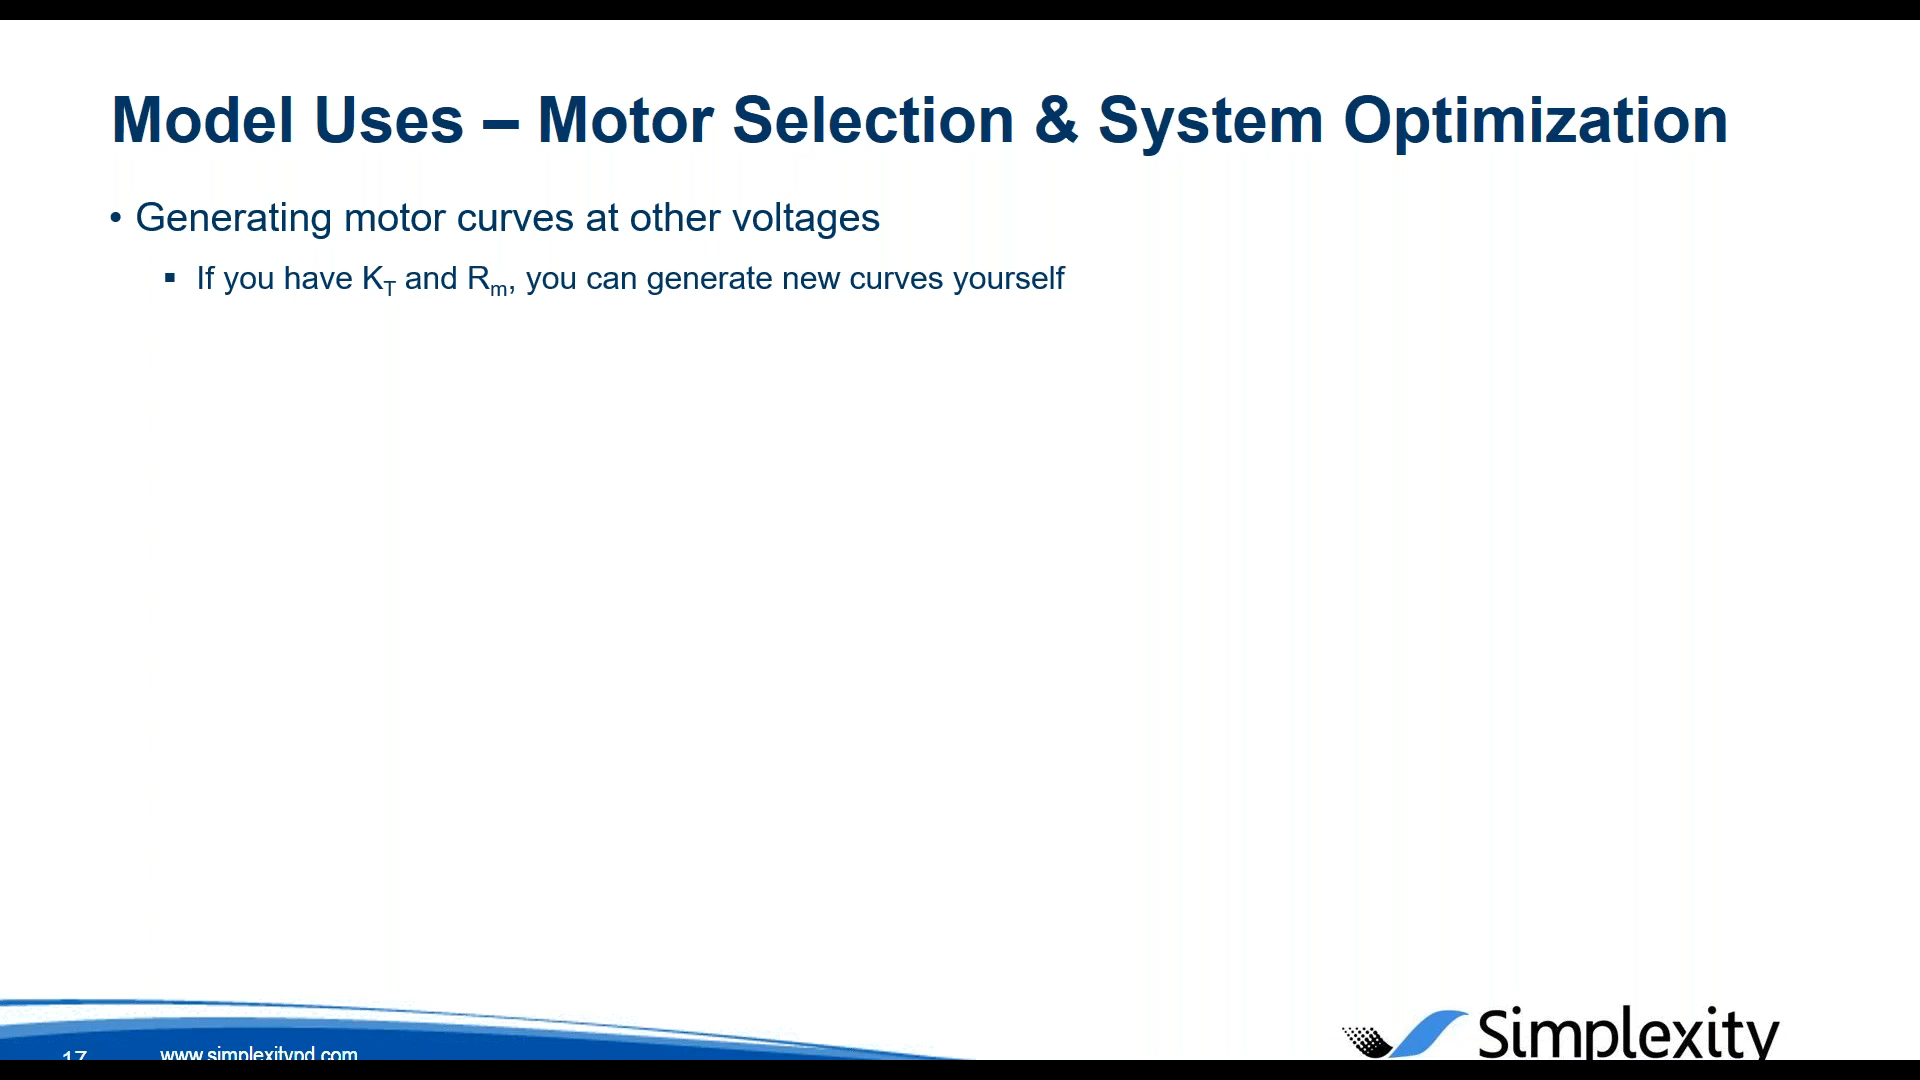 Model Uses – Motor Selection & System Optimization
• Generating motor curves at other voltages
▪ If you have K_T and R_m, you can generate new curves yourself
17
www.simplexitypd.com
Simplexity